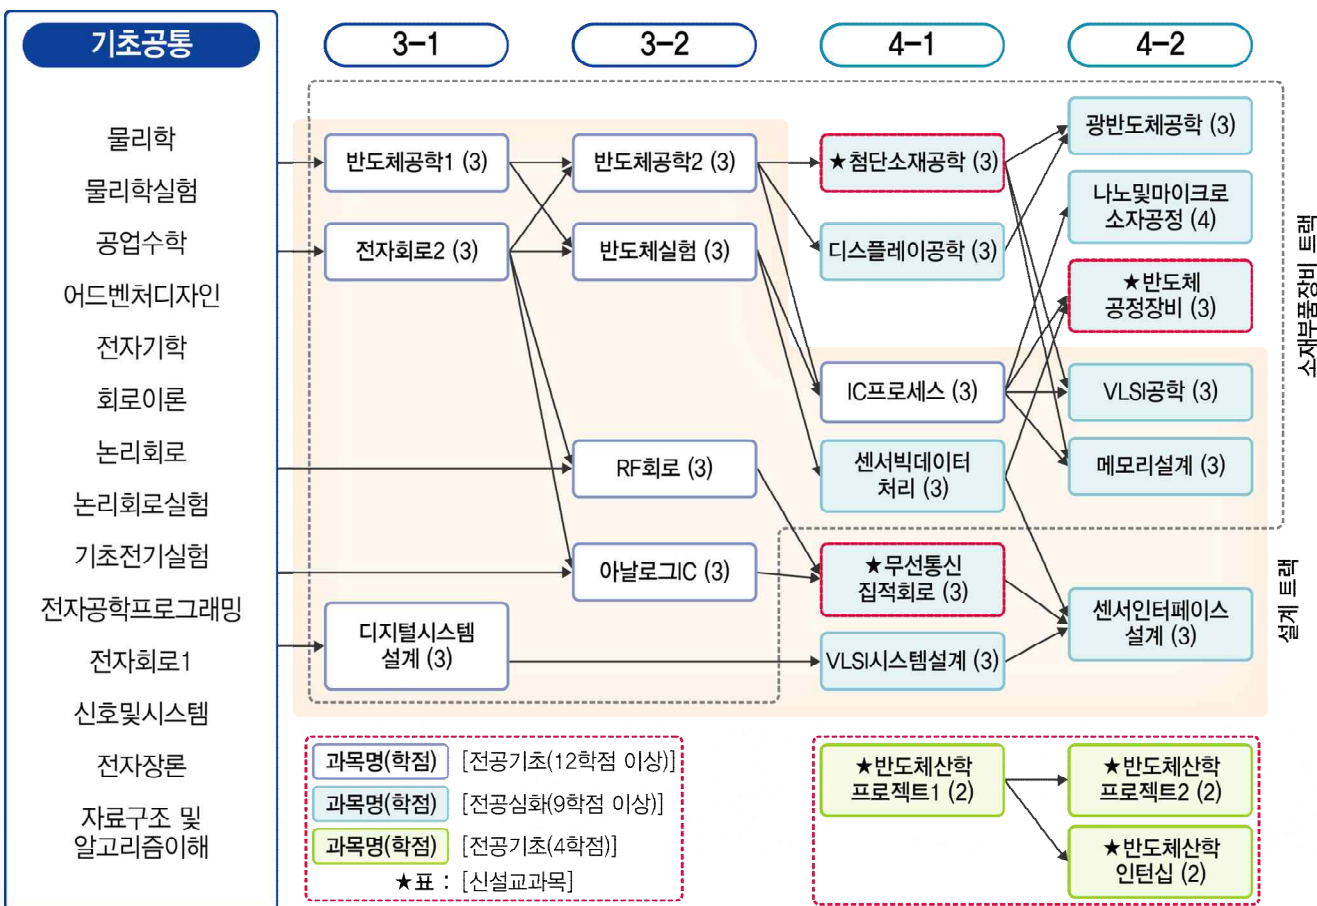 기초공통
물리학
물리학실험
공업수학
어드벤처디자인
전자기학
회로이론
논리회로
논리회로실험
기초전기실험
전자공학프로그래밍
전자회로1
신호및시스템
전자장론
자료구조 및
알고리즘이해
3-1
반도체공학1 (3)
전자회로2 (3)
디지털시스템
설계 (3)
3-2
반도체공학2 (3)
반도체실험 (3)
RF회로 (3)
아날로그IC (3)
4-1
★첨단소재공학 (3)
디스플레이공학 (3)
IC프로세스 (3)
센서빅데이터
처리 (3)
★무선통신
집적회로 (3)
VLSI시스템설계 (3)
4-2
광반도체공학 (3)
나노및마이크로
소자공정 (4)
★반도체
공정장비 (3)
VLSI공학 (3)
메모리설계 (3)
센서인터페이스
설계 (3)
소재부품장비 트랙
설계 트랙
과목명(학점) [전공기초(12학점 이상)]
과목명(학점) [전공심화(9학점 이상)]
과목명(학점) [전공기초(4학점)]
★표 : [신설교과목]
★반도체산학
프로젝트1 (2)
★반도체산학
프로젝트2 (2)
★반도체산학
인턴십 (2)